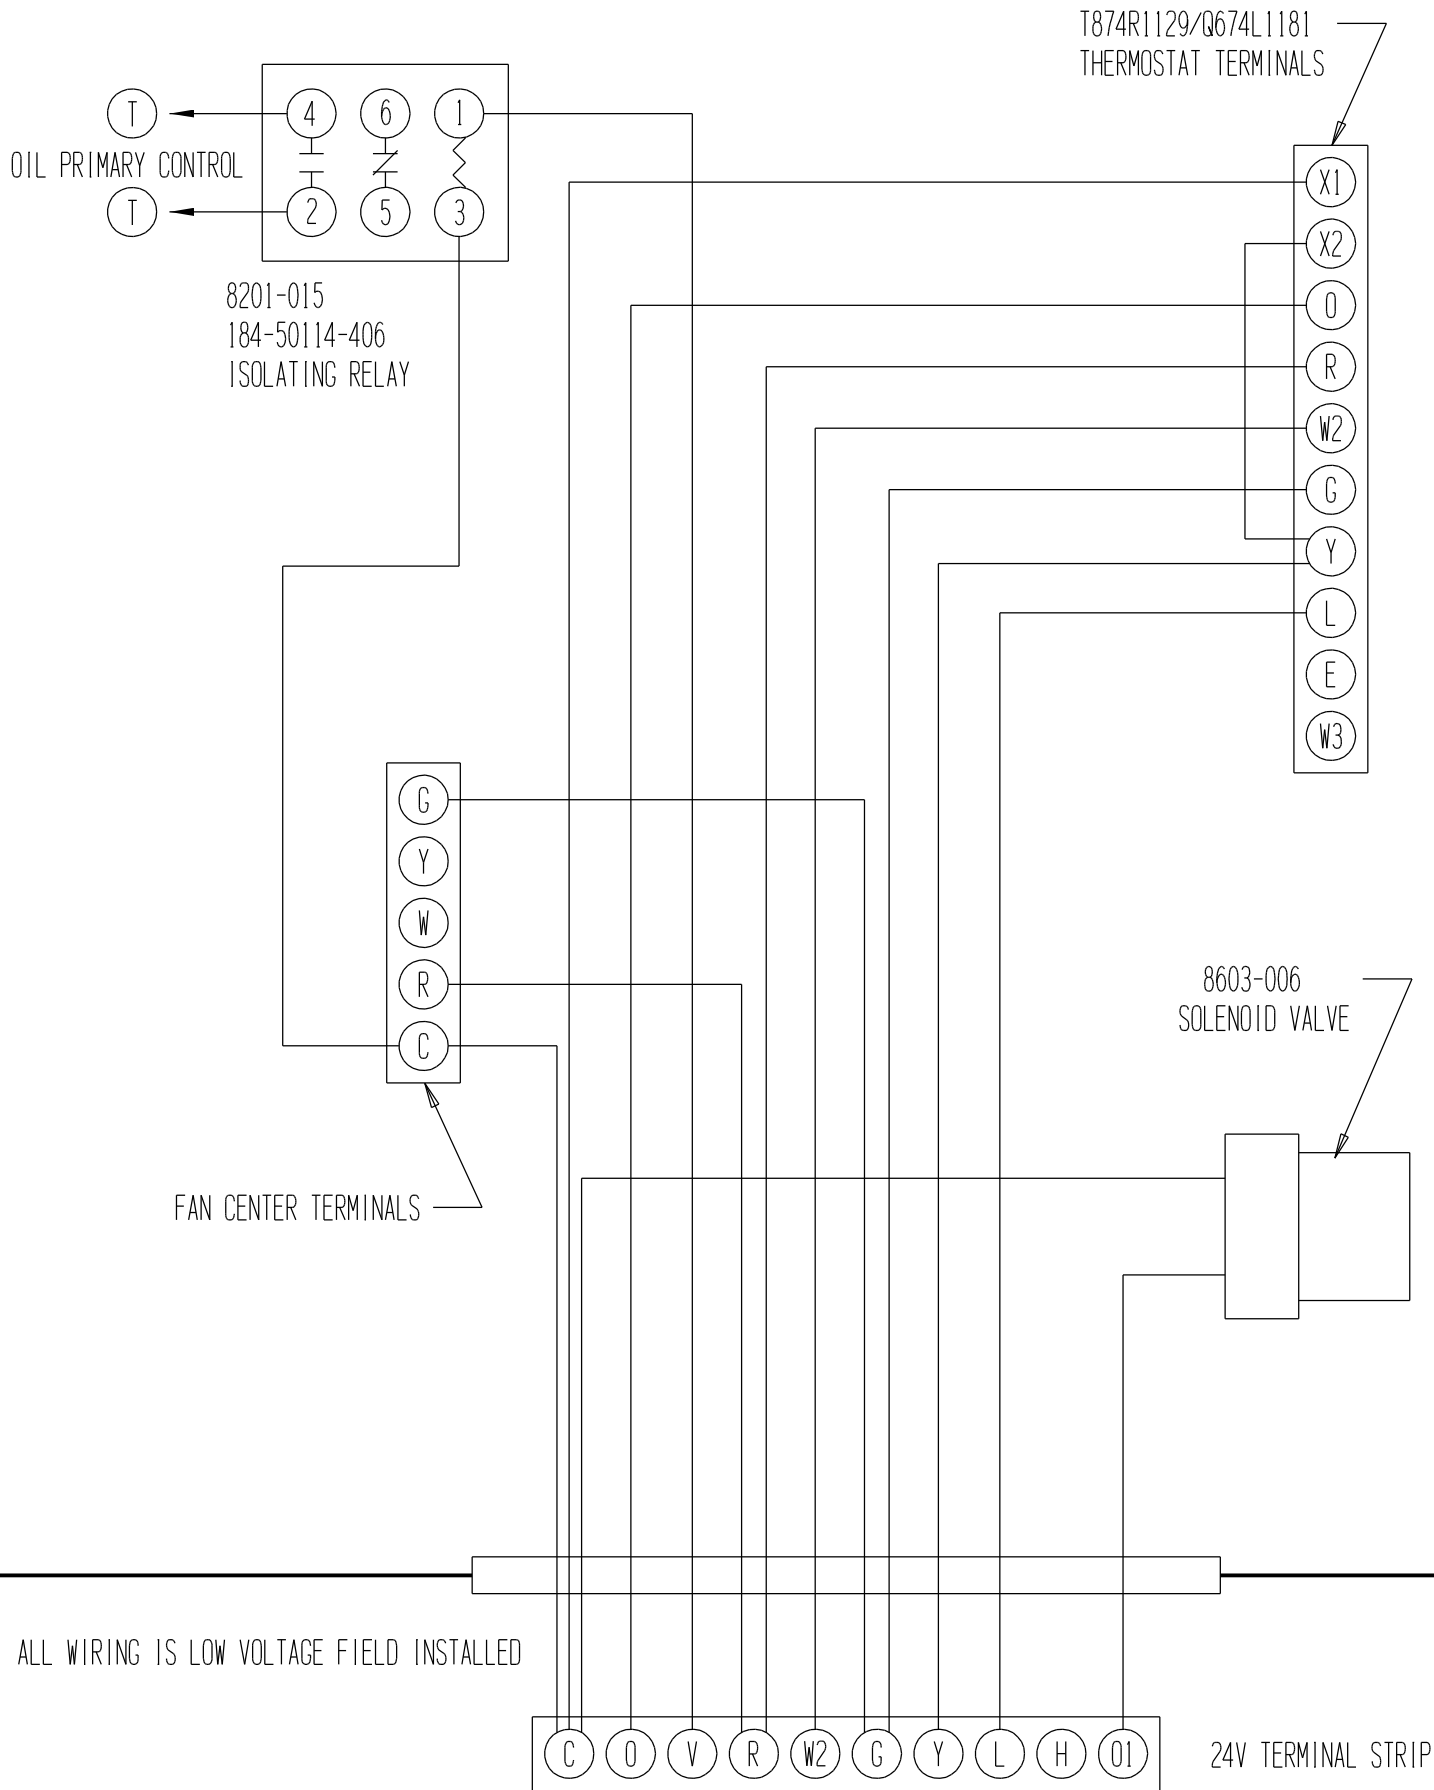 T874R1129/Q674L1181
THERMOSTAT TERMINALS
T
4
6
1
OIL PRIMARY CONTROL
T
2
5
3
8201-015
184-50114-406
ISOLATING RELAY
X1
X2
O
R
W2
G
Y
L
E
W3
G
Y
W
R
C
FAN CENTER TERMINALS
8603-006
SOLENOID VALVE
ALL WIRING IS LOW VOLTAGE FIELD INSTALLED
C
O
V
R
W2
G
Y
L
H
O1
24V TERMINAL STRIP